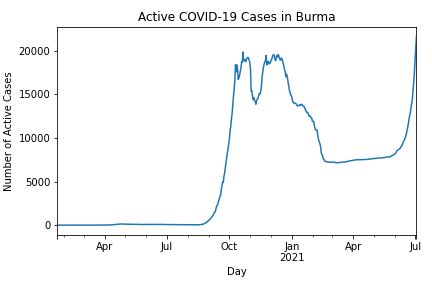 Active COVID-19 Cases in Burma
Number of Active Cases
20000
15000
10000
5000
0
Apr
Jul
Oct
Jan
2021
Apr
Jul
Day